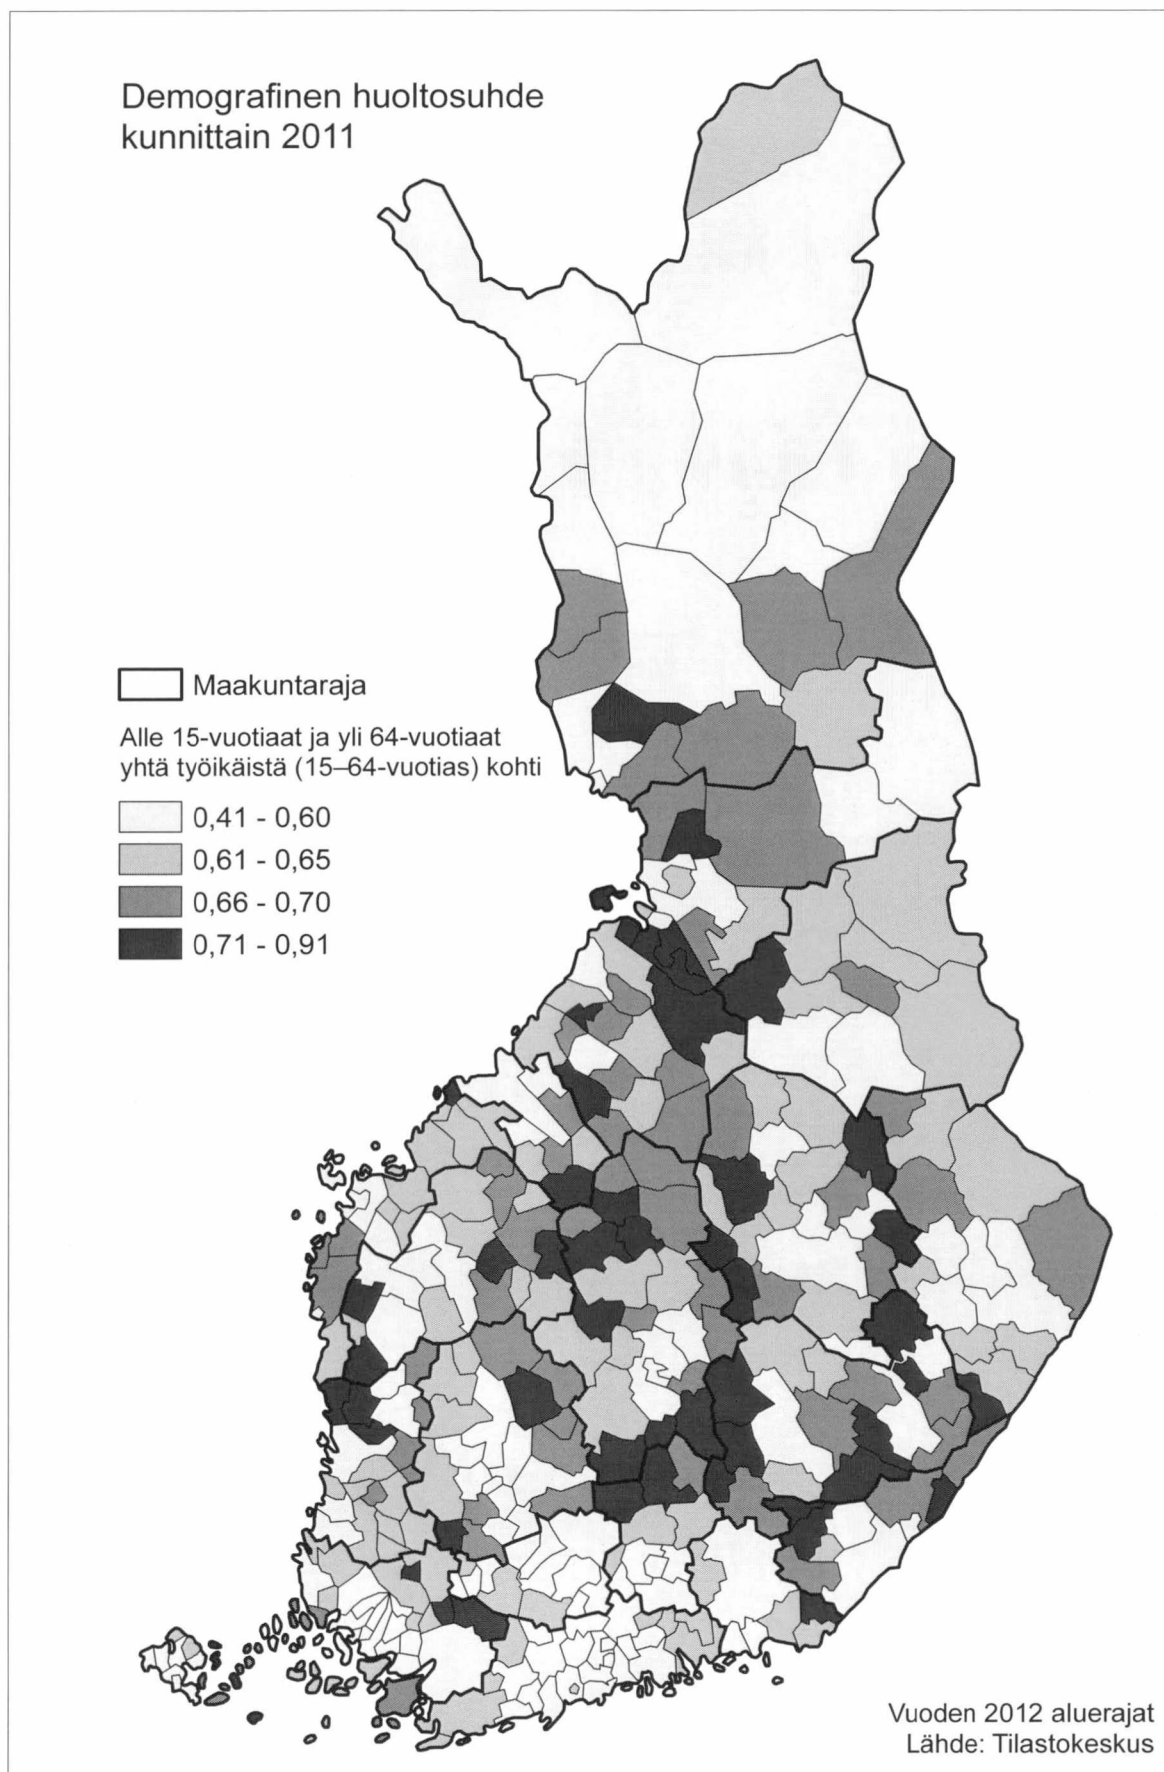 Demografinen huoltosuhde
kunnittain 2011
Maakuntaraja
Alle 15-vuotiaat ja yli 64-vuotiaat
yhtä työikäistä (15–64-vuotias) kohti
0,41 - 0,60
0,61 - 0,65
0,66 - 0,70
0,71 - 0,91
Vuoden 2012 aluerajat
Lähde: Tilastokeskus